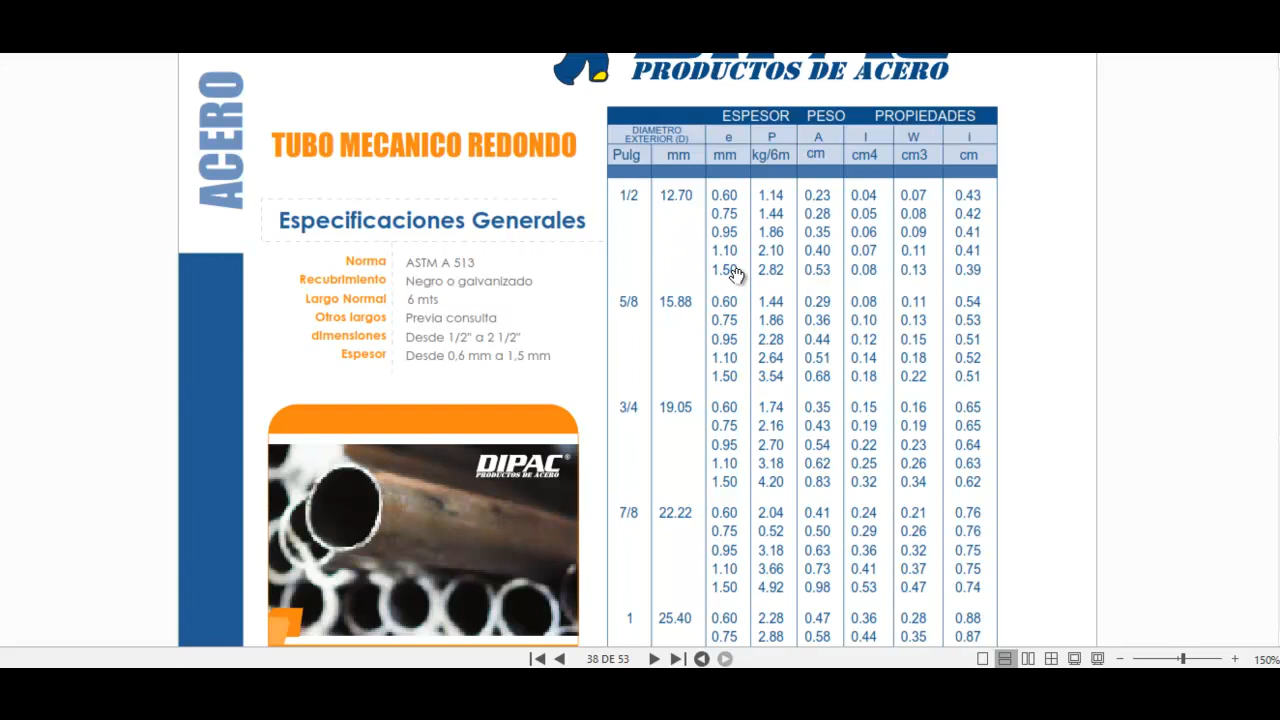 PRODUCTOS DE ACERO
ACERO
TUBO MECANICO REDONDO
Especificaciones Generales
Norma ASTM A 513
Recubrimiento Negro o galvanizado
Largo Normal 6 mts
Otros largos Previa consulta
dimensiones Desde 1/2" a 2 1/2"
Espesor Desde 0,6 mm a 1,5 mm
DIPAC®
PRODUCTOS DE ACERO
ESPESOR PESO PROPIEDADES
DIAMETRO
EXTERIOR (D) e P A I W i
Pulg mm mm kg/6m cm cm4 cm3 cm
1/2 12.70 0.60 1.14 0.23 0.04 0.07 0.43
0.75 1.44 0.28 0.05 0.08 0.42
0.95 1.86 0.35 0.06 0.09 0.41
1.10 2.10 0.40 0.07 0.11 0.41
1.50 2.82 0.53 0.08 0.13 0.39
5/8 15.88 0.60 1.44 0.29 0.08 0.11 0.54
0.75 1.86 0.36 0.10 0.13 0.53
0.95 2.28 0.44 0.12 0.15 0.51
1.10 2.64 0.51 0.14 0.18 0.52
1.50 3.54 0.68 0.18 0.22 0.51
3/4 19.05 0.60 1.74 0.35 0.15 0.16 0.65
0.75 2.16 0.43 0.19 0.19 0.65
0.95 2.70 0.54 0.22 0.23 0.64
1.10 3.18 0.62 0.25 0.26 0.63
1.50 4.20 0.83 0.32 0.34 0.62
7/8 22.22 0.60 2.04 0.41 0.24 0.21 0.76
0.75 0.52 0.50 0.29 0.26 0.76
0.95 3.18 0.63 0.36 0.32 0.75
1.10 3.66 0.73 0.41 0.37 0.75
1.50 4.92 0.98 0.53 0.47 0.74
1 25.40 0.60 2.28 0.47 0.36 0.28 0.88
0.75 2.88 0.58 0.44 0.35 0.87
38 DE 53
150%